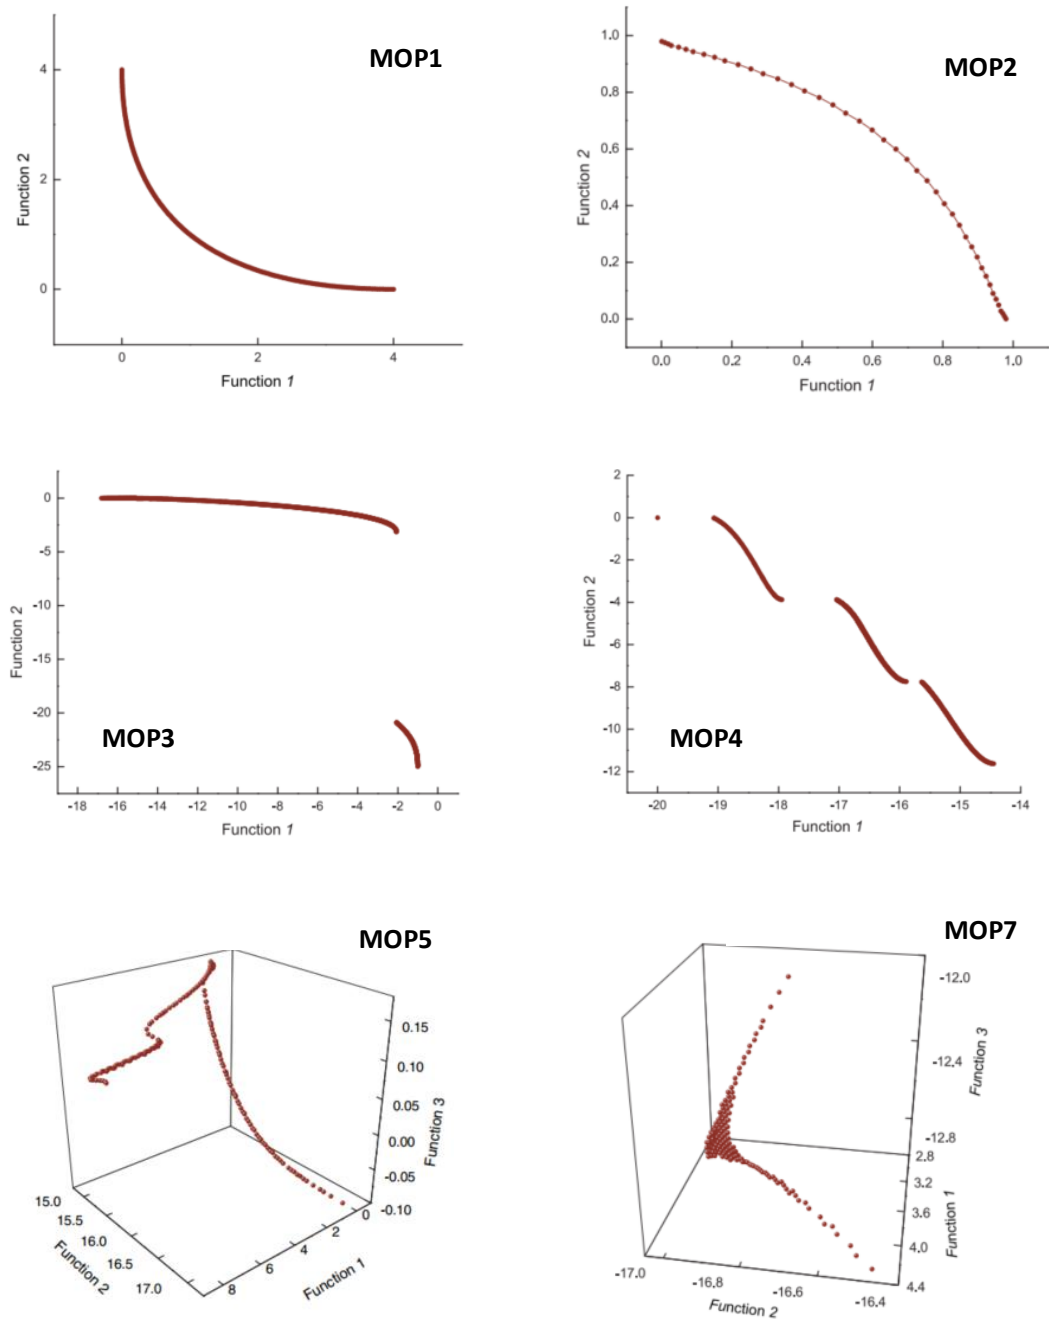 MOP1
4
2
0
Function 2
0 2 4
Function 1
MOP2
1.0
0.8
0.6
0.4
0.2
0.0
Function 2
0.0 0.2 0.4 0.6 0.8 1.0
Function 1
MOP3
0
-5
-10
-15
-20
-25
Function 2
-18 -16 -14 -12 -10 -8 -6 -4 -2 0
Function 1
MOP4
2
0
-2
-4
-6
-8
-10
-12
Function 2
-20 -19 -18 -17 -16 -15 -14
Function 1
MOP5
0.15
0.10
0.05
0.00
-0.05
-0.10
Function 3
15.0
15.5
16.0
16.5
17.0
Function 2
0
2
4
6
8
Function 1
MOP7
-12.0
-12.4
-12.8
Function 3
2.8
3.2
3.6
4.0
4.4
Function 1
-17.0 -16.8 -16.6 -16.4
Function 2